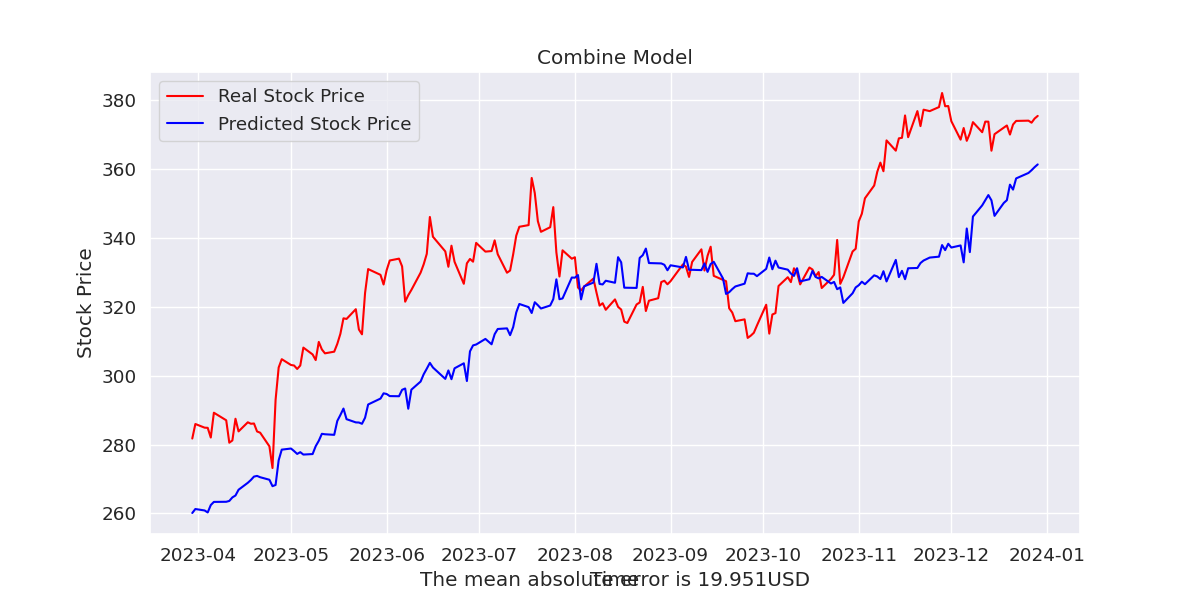 Combine Model
Real Stock Price
Predicted Stock Price
Stock Price
380
360
340
320
300
280
260
2023-04 2023-05 2023-06 2023-07 2023-08 2023-09 2023-10 2023-11 2023-12 2024-01
Time
The mean absolute error is 19.951USD